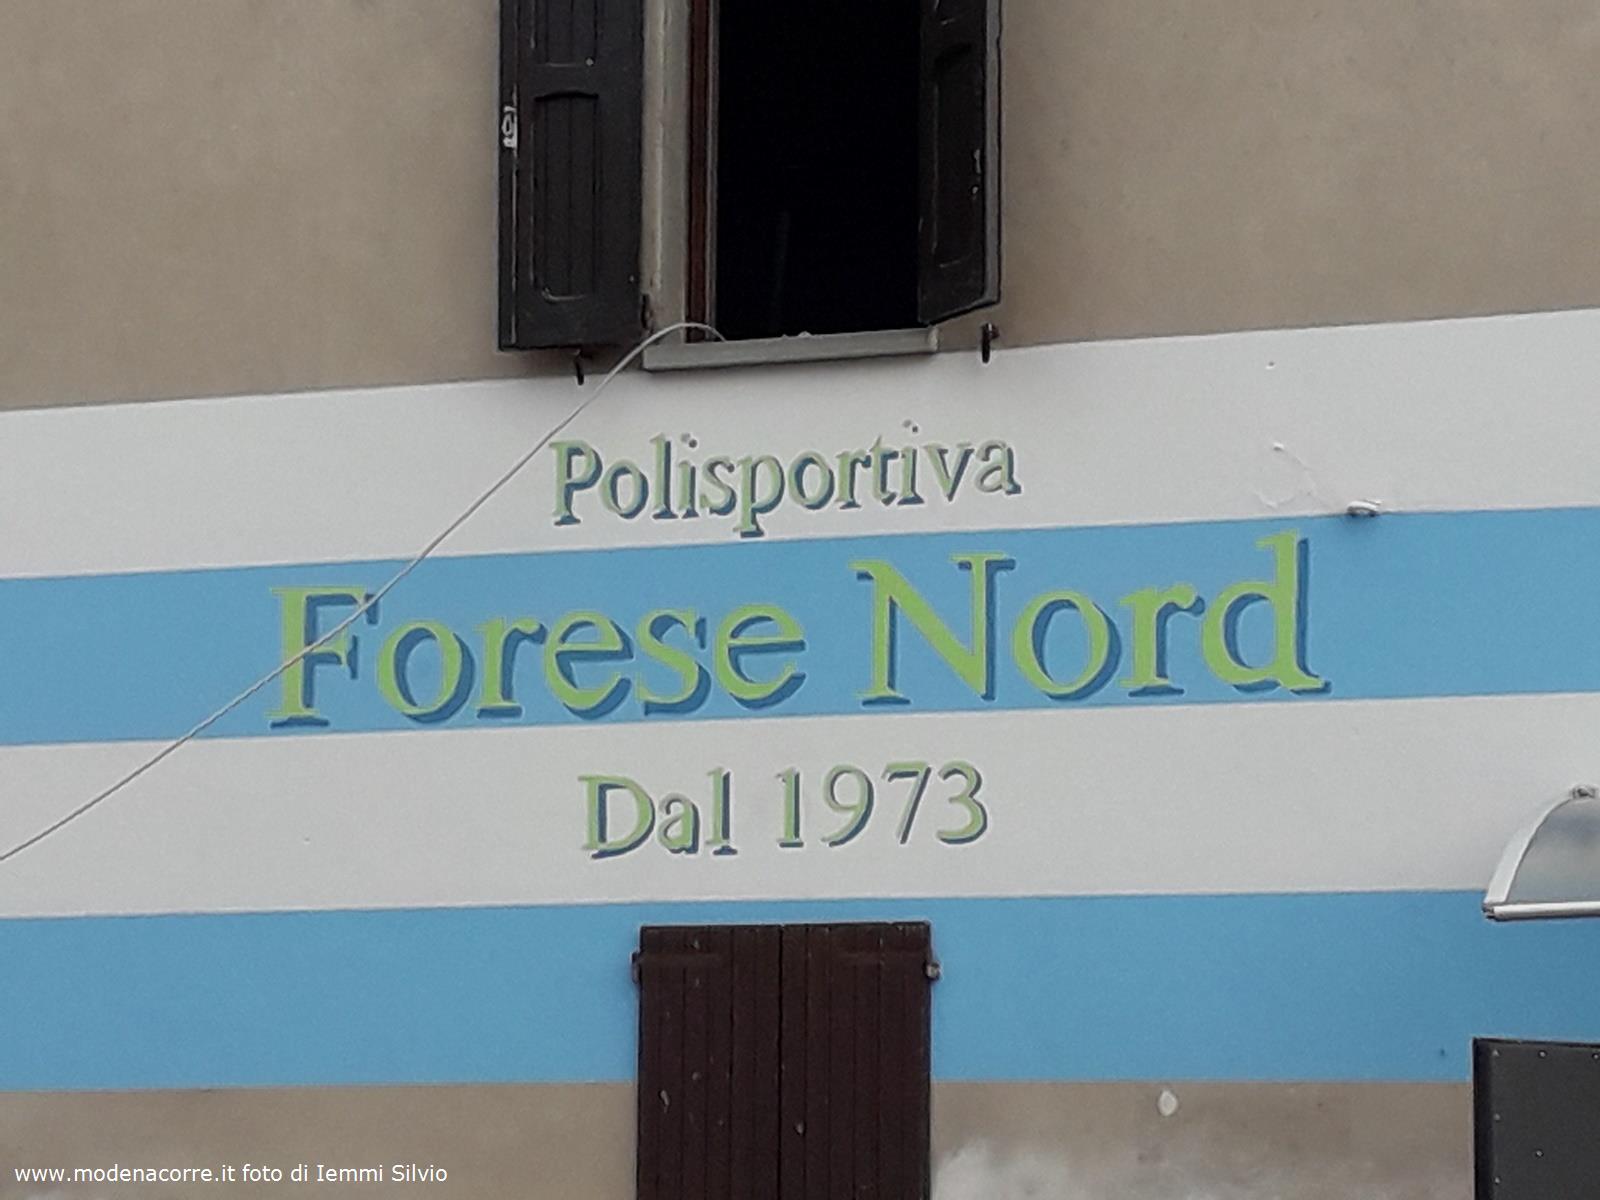 Polisportiva
Forese Nord
Dal 1973
www.modenacorre.it foto di Iemmi Silvio